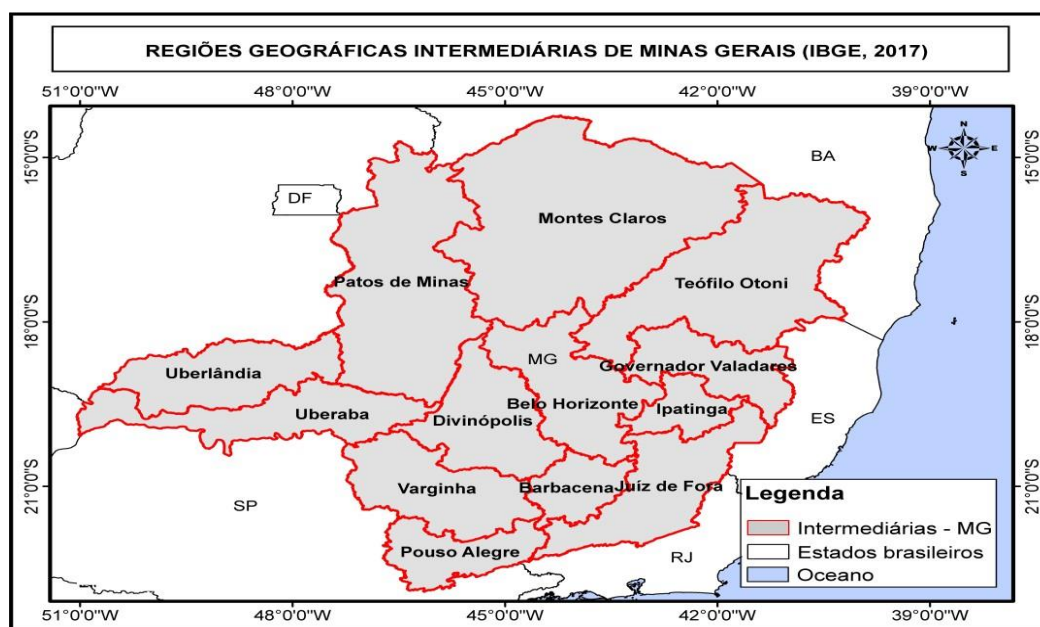 REGIÕES GEOGRÁFICAS INTERMEDIÁRIAS DE MINAS GERAIS (IBGE, 2017)
51°0'0"W 48°0'0"W 45°0'0"W 42°0'0"W 39°0'0"W
N
W E
S
15°0'0"S 15°0'0"S
BA
DF
Montes Claros
Patos de Minas
Teófilo Otoni
18°0'0"S 18°0'0"S
MG
Governador Valadares
Uberlândia
Belo Horizonte
Ipatinga
Uberaba
Divinópolis
ES
21°0'0"S 21°0'0"S
Varginha
Barbacena
Juíz de Fora
SP
Pouso Alegre
RJ
Legenda
Intermediárias - MG
Estados brasileiros
Oceano
51°0'0"W 48°0'0"W 45°0'0"W 42°0'0"W 39°0'0"W